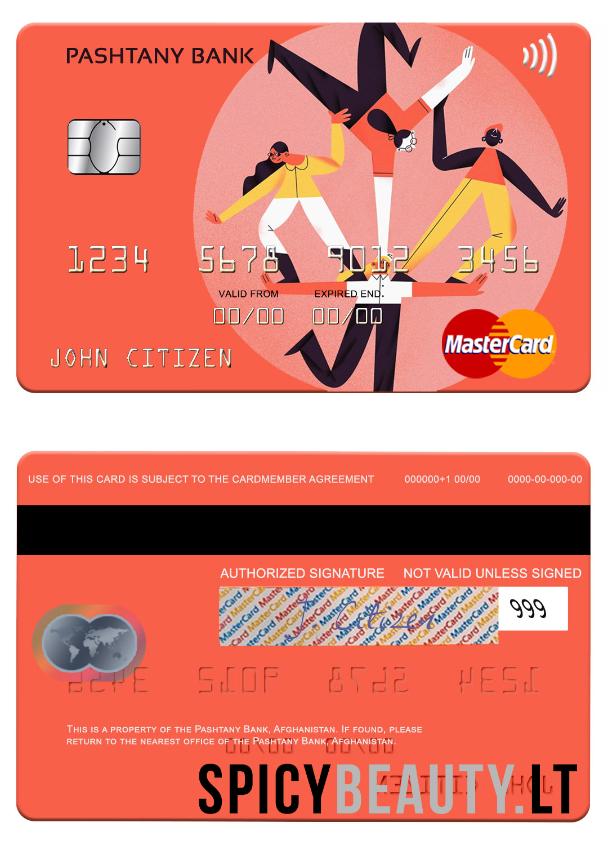 PASHTANY BANK
1234 5678 9012 3456
VALID FROM EXPIRED END.
00/00 00/00
JOHN CITIZEN
MasterCard
USE OF THIS CARD IS SUBJECT TO THE CARDMEMBER AGREEMENT 000000+1 00/00 0000-00-000-00
AUTHORIZED SIGNATURE NOT VALID UNLESS SIGNED
J. Citizen 999
THIS IS A PROPERTY OF THE PASHTANY BANK, AFGHANISTAN. IF FOUND, PLEASE
RETURN TO THE NEAREST OFFICE OF THE PASHTANY BANK, AFGHANISTAN.
SPICYBEAUTY.LT